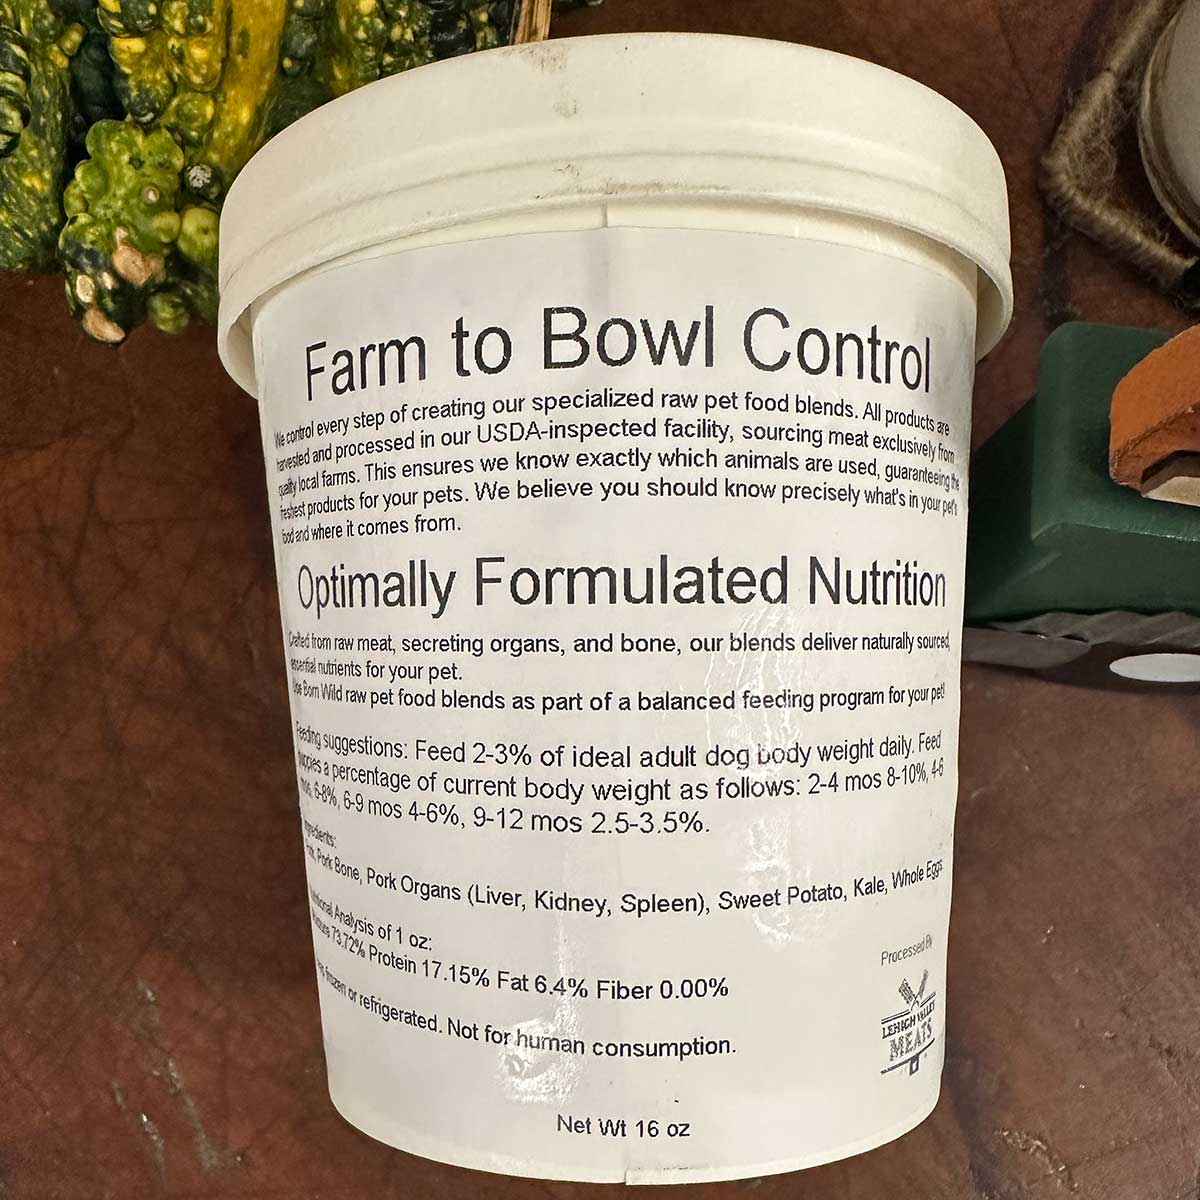 Farm to Bowl Control
We control every step of creating our specialized raw pet food blends. All products are
harvested and processed in our USDA-inspected facility, sourcing meat exclusively from
quality local farms. This ensures we know exactly which animals are used, guaranteeing the
freshest products for your pets. We believe you should know precisely what's in your pet's
food and where it comes from.
Optimally Formulated Nutrition
Crafted from raw meat, secreting organs, and bone, our blends deliver naturally sourced,
essential nutrients for your pet.
Use Born Wild raw pet food blends as part of a balanced feeding program for your pet!
Feeding suggestions: Feed 2-3% of ideal adult dog body weight daily. Feed
puppies a percentage of current body weight as follows: 2-4 mos 8-10%, 4-6
mos, 6-8%, 6-9 mos 4-6%, 9-12 mos 2.5-3.5%.
Ingredients:
Pork, Pork Bone, Pork Organs (Liver, Kidney, Spleen), Sweet Potato, Kale, Whole Eggs
Nutritional Analysis of 1 oz:
Moisture 73.72% Protein 17.15% Fat 6.4% Fiber 0.00%
frozen or refrigerated. Not for human consumption.
Processed By
LEHIGH VALLEY
MEATS
Net Wt 16 oz